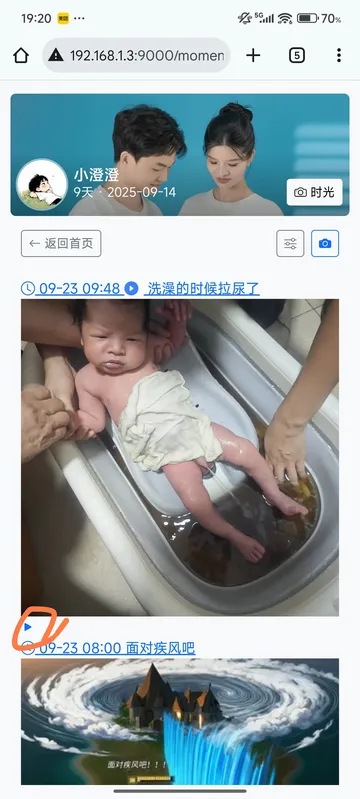 19:20
美团
5G
70%
192.168.1.3:9000/momen
5
小澄澄
9天 · 2025-09-14
时光
← 返回首页
09-23 09:48 洗澡的时候拉尿了
09-23 08:00 面对疾风吧
面对疾风吧！！！